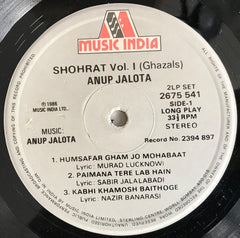 MUSIC INDIA
SHOHRAT Vol. I (Ghazals)
ANUP JALOTA
2LP SET
2675 541
SIDE-1
LONG PLAY
33⅓ RPM
STEREO
℗ 1986
MUSIC INDIA LTD.
MUSIC:
ANUP JALOTA
Record No. 2394 897
1. HUMSAFAR GHAM JO MOHABAAT
Lyric: MURAD LUCKNOWI
2. PAIMANA TERE LAB HAIN
Lyric: SABIR JALALABADI
3. KABHI KHAMOSH BAITHOGE
Lyric: NAZIR BANARASI